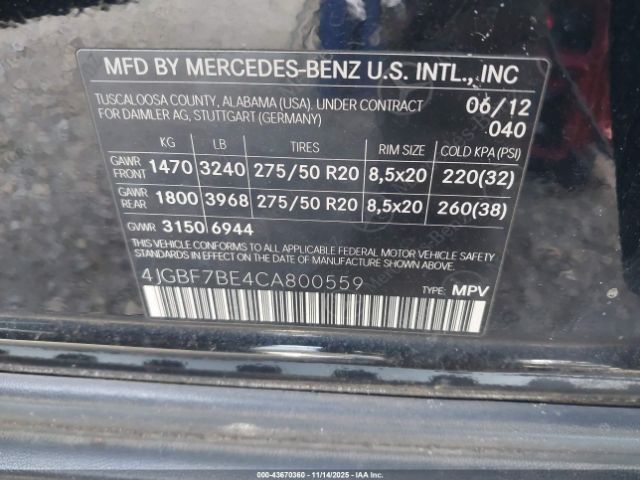 MFD BY MERCEDES-BENZ U.S. INTL., INC
TUSCALOOSA COUNTY, ALABAMA (USA). UNDER CONTRACT 06/12
FOR DAIMLER AG, STUTTGART (GERMANY) 040
KG LB TIRES RIM SIZE COLD KPA (PSI)
GAWR FRONT 1470 3240 275/50 R20 8,5x20 220(32)
GAWR REAR 1800 3968 275/50 R20 8,5x20 260(38)
GVWR 3150 6944
THIS VEHICLE CONFORMS TO ALL APPLICABLE FEDERAL MOTOR VEHICLE SAFETY
STANDARDS IN EFFECT ON THE DATE OF MANUFACTURE SHOWN ABOVE.
4JGBF7BE4CA800559 TYPE: MPV
000-43670360 11/14/2025 IAAI.COM